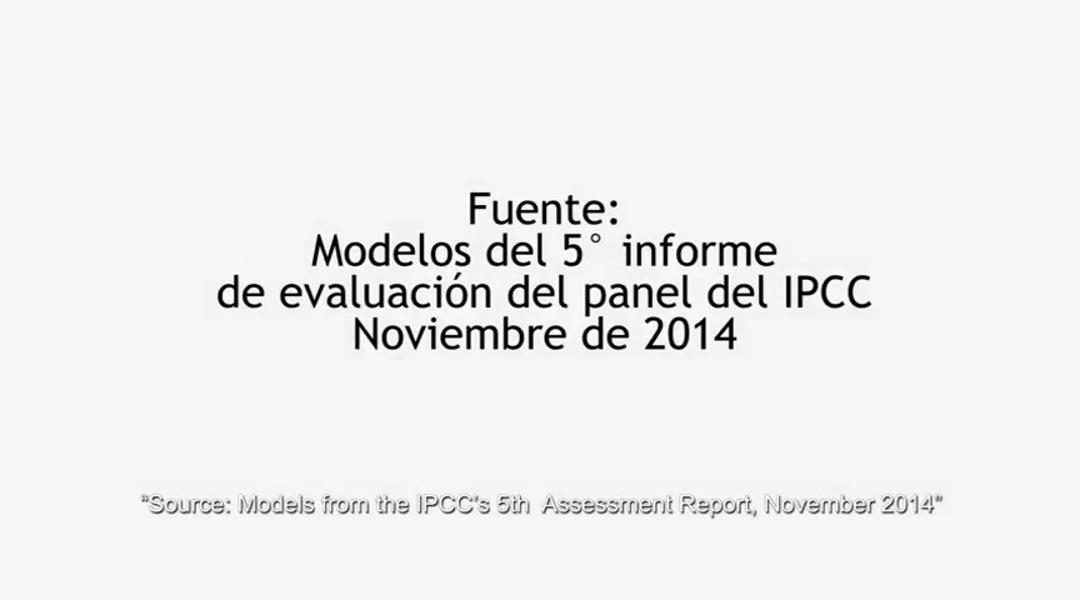 Fuente:
Modelos del 5° informe
de evaluación del panel del IPCC
Noviembre de 2014
"Source: Models from the IPCC's 5th Assessment Report, November 2014"